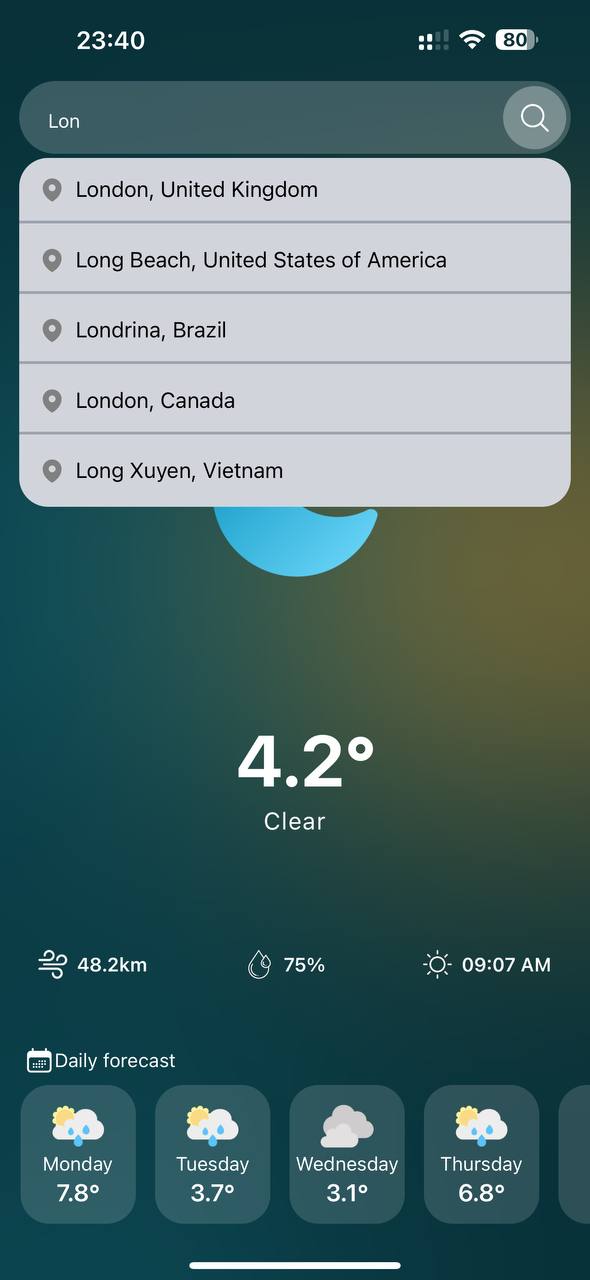 23:40
80
Lon
London, United Kingdom
Long Beach, United States of America
Londrina, Brazil
London, Canada
Long Xuyen, Vietnam
4.2°
Clear
48.2km 75% 09:07 AM
Daily forecast
Monday Tuesday Wednesday Thursday
7.8° 3.7° 3.1° 6.8°